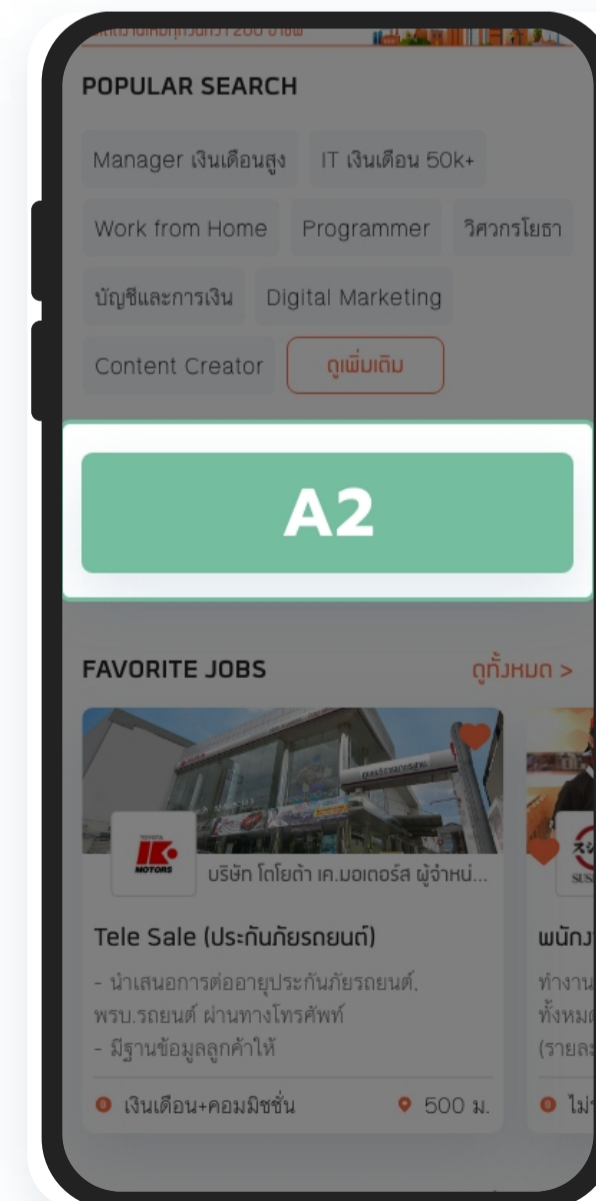 POPULAR SEARCH
Manager เงินเดือนสูง
IT เงินเดือน 50k+
Work from Home
Programmer
วิศวกรโยธา
บัญชีและการเงิน
Digital Marketing
Content Creator
ดูเพิ่มเติม
A2
FAVORITE JOBS
ดูทั้งหมด >
TOYOTA
K
MOTORS
บริษัท โตโยต้า เค.มอเตอร์ส ผู้จำหน่...
Tele Sale (ประกันภัยรถยนต์)
- นำเสนอการต่ออายุประกันภัยรถยนต์,
พรบ.รถยนต์ ผ่านทางโทรศัพท์
- มีฐานข้อมูลลูกค้าให้
เงินเดือน+คอมมิชชั่น
500 ม.
ทำงาน